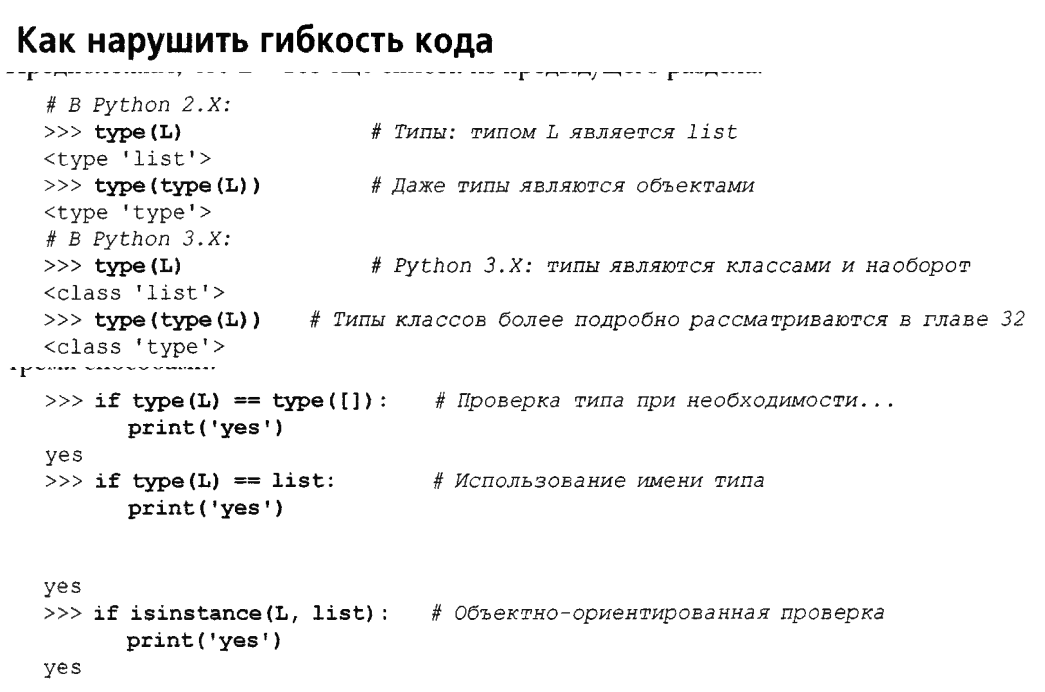 Как нарушить гибкость кода
# В Python 2.X:
>>> type(L) # Типы: типом L является list
<type 'list'>
>>> type(type(L)) # Даже типы являются объектами
<type 'type'>
# В Python 3.X:
>>> type(L) # Python 3.X: типы являются классами и наоборот
<class 'list'>
>>> type(type(L)) # Типы классов более подробно рассматриваются в главе 32
<class 'type'>
>>> if type(L) == type([]): # Проверка типа при необходимости...
print('yes')
yes
>>> if type(L) == list: # Использование имени типа
print('yes')
yes
>>> if isinstance(L, list): # Объектно-ориентированная проверка
print('yes')
yes